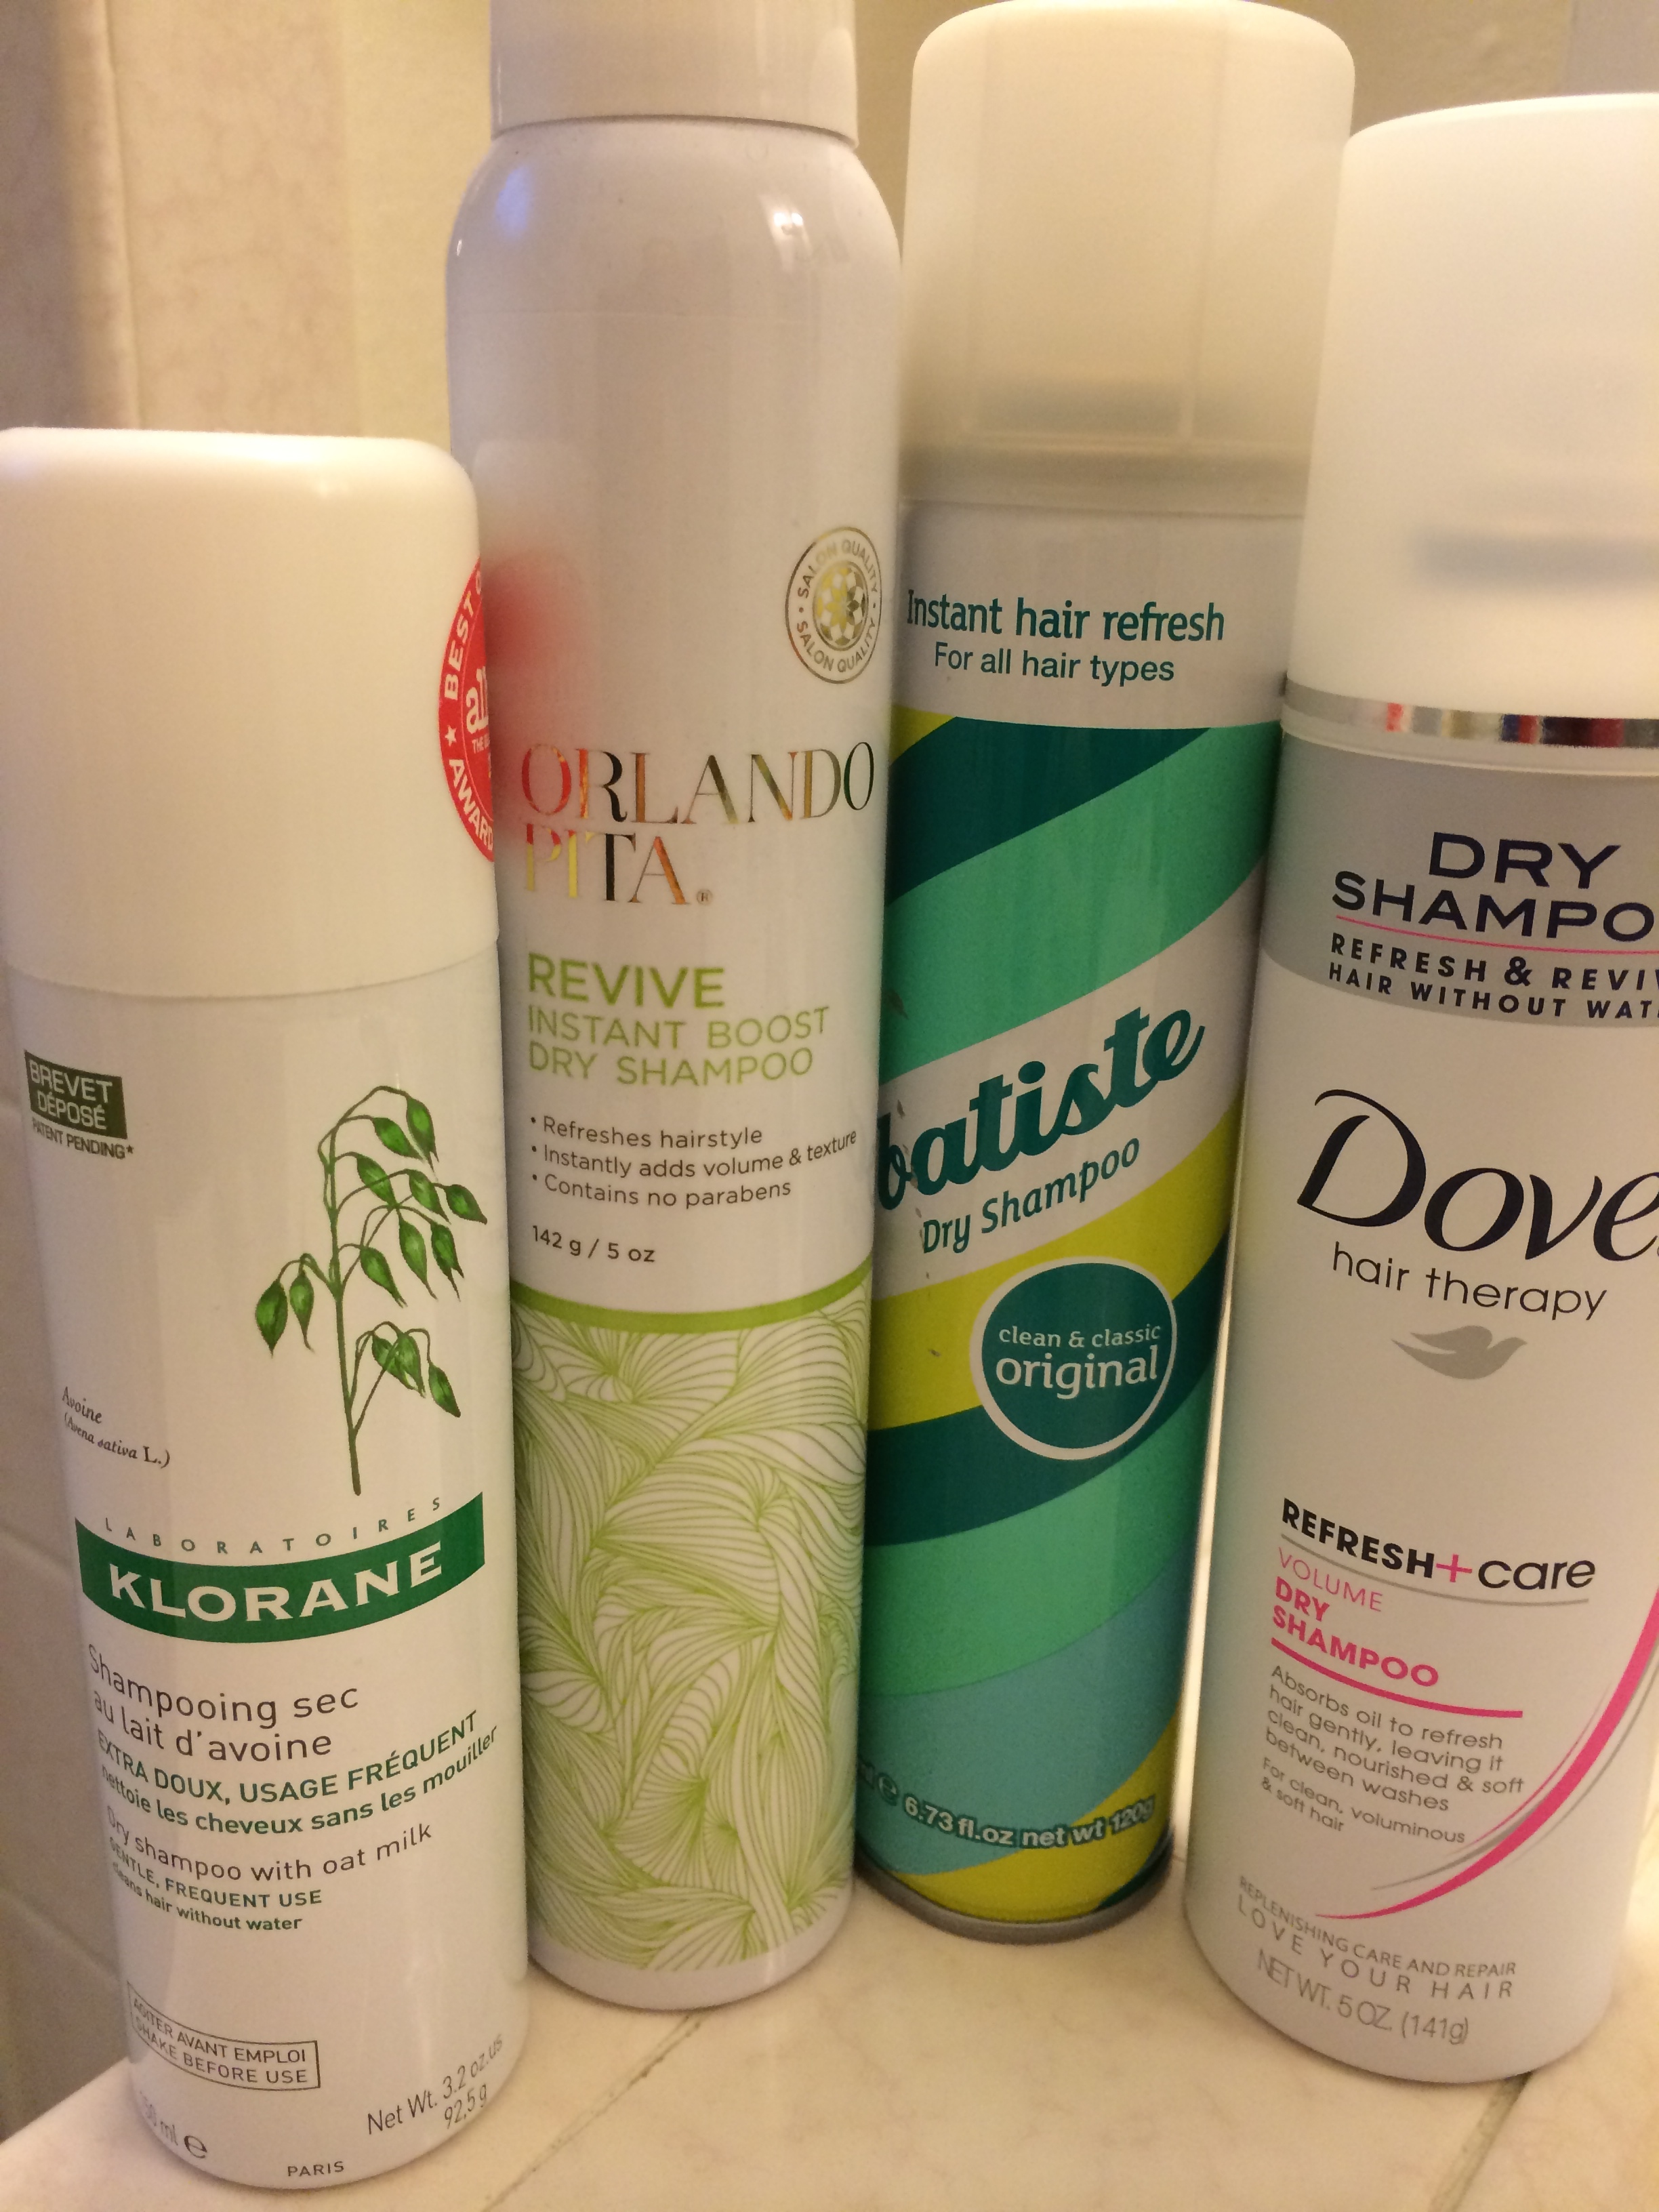 BEST
AWARD
BREVET
DÉPOSÉ
PATENT PENDING*
Avoine
(Avena sativa L.)
LABORATOIRES
KLORANE
Shampooing sec
au lait d'avoine
EXTRA DOUX, USAGE FRÉQUENT
nettoie les cheveux sans les mouiller
Dry shampoo with oat milk
GENTLE, FREQUENT USE
cleans hair without water
AGITER AVANT EMPLOI
SHAKE BEFORE USE
ml e
Net Wt. 3.2 oz.us
92,5 g
PARIS
SALON QUALITY • SALON QUALITY •
ORLANDO
PITA®
REVIVE
INSTANT BOOST
DRY SHAMPOO
• Refreshes hairstyle
• Instantly adds volume & texture
• Contains no parabens
142 g / 5 oz
Instant hair refresh
For all hair types
batiste
Dry Shampoo
clean & classic
original
e 6.73 fl.oz net wt 120g
DRY
SHAMPO
REFRESH & REVIV
HAIR WITHOUT WAT
Dove
hair therapy
REFRESH+care
VOLUME
DRY
SHAMPOO
Absorbs oil to refresh
hair gently, leaving it
clean, nourished & soft
between washes
For clean, voluminous
& soft hair
REPLENISHING CARE AND REPAIR
LOVE YOUR HAIR
NET WT. 5 OZ. (141g)